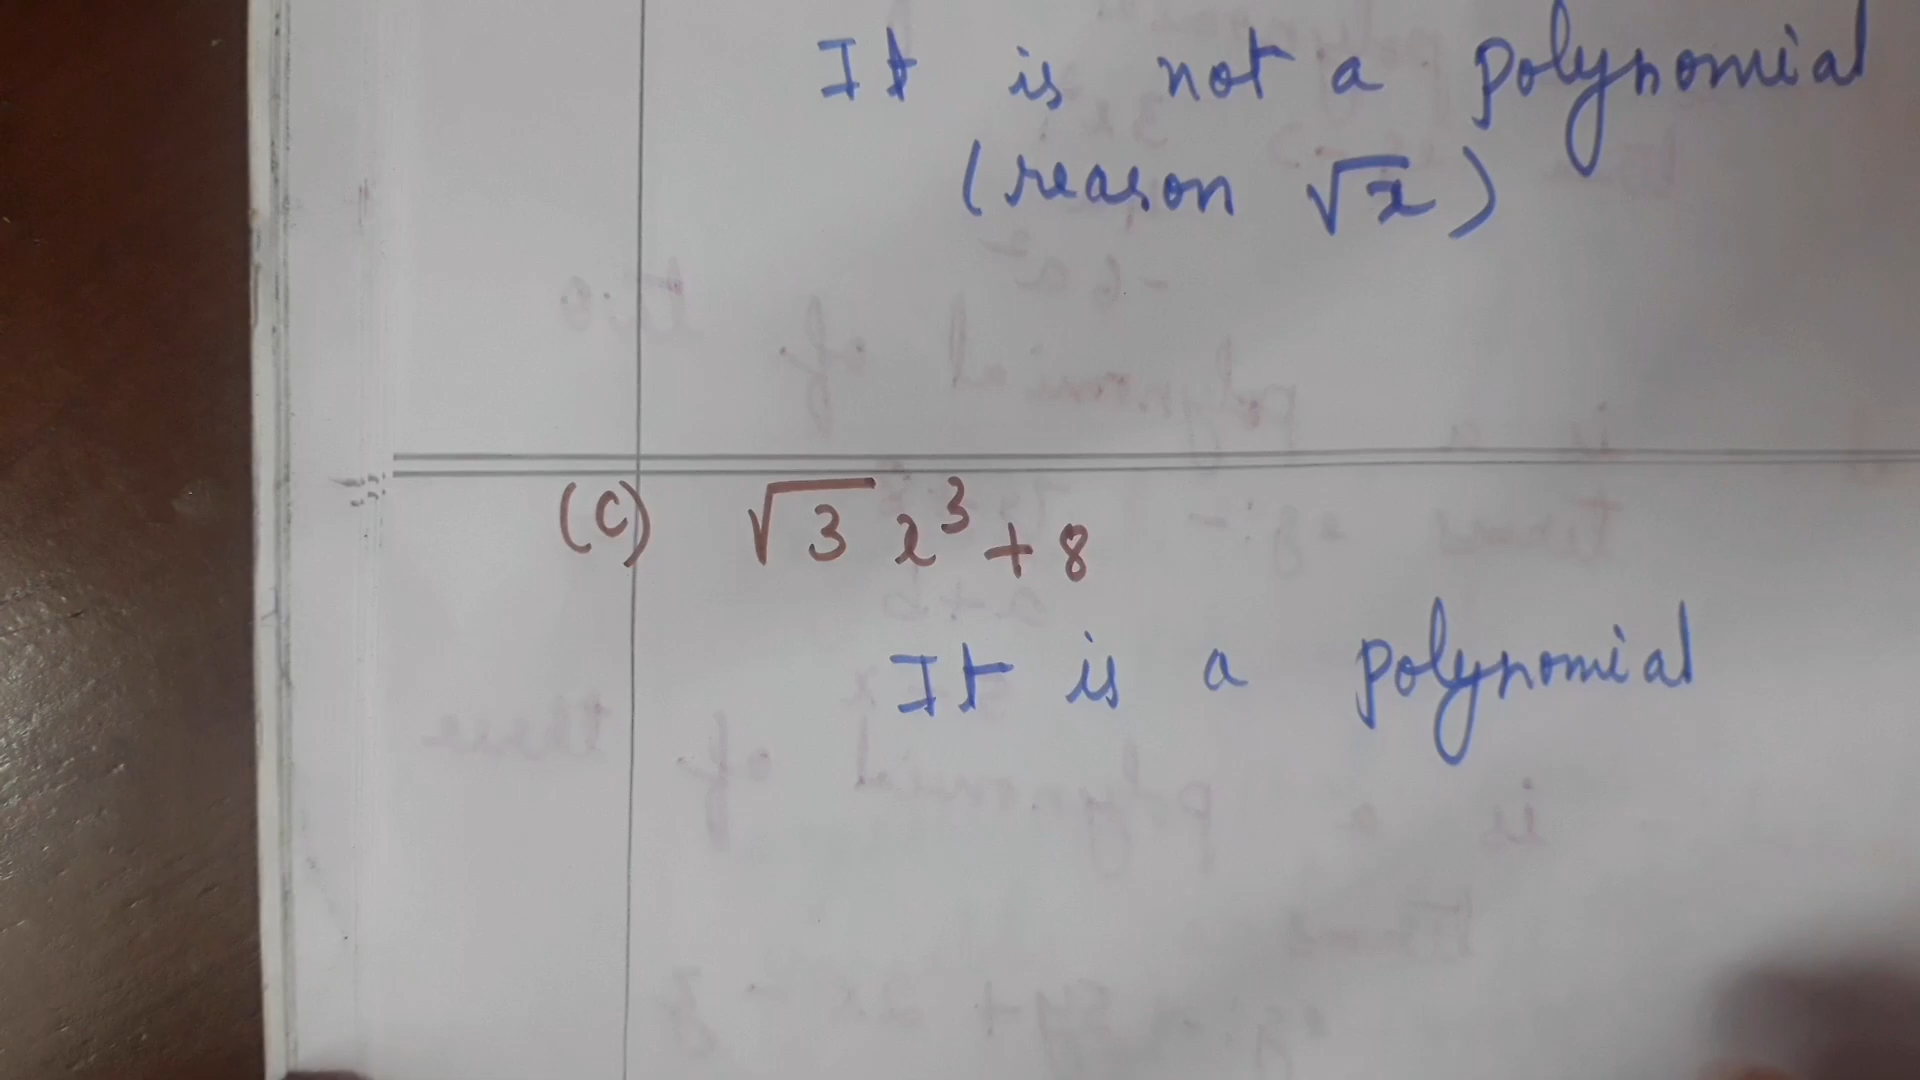 It is not a polynomial
(reason √x)
(C) √3 x³ + 8
It is a polynomial